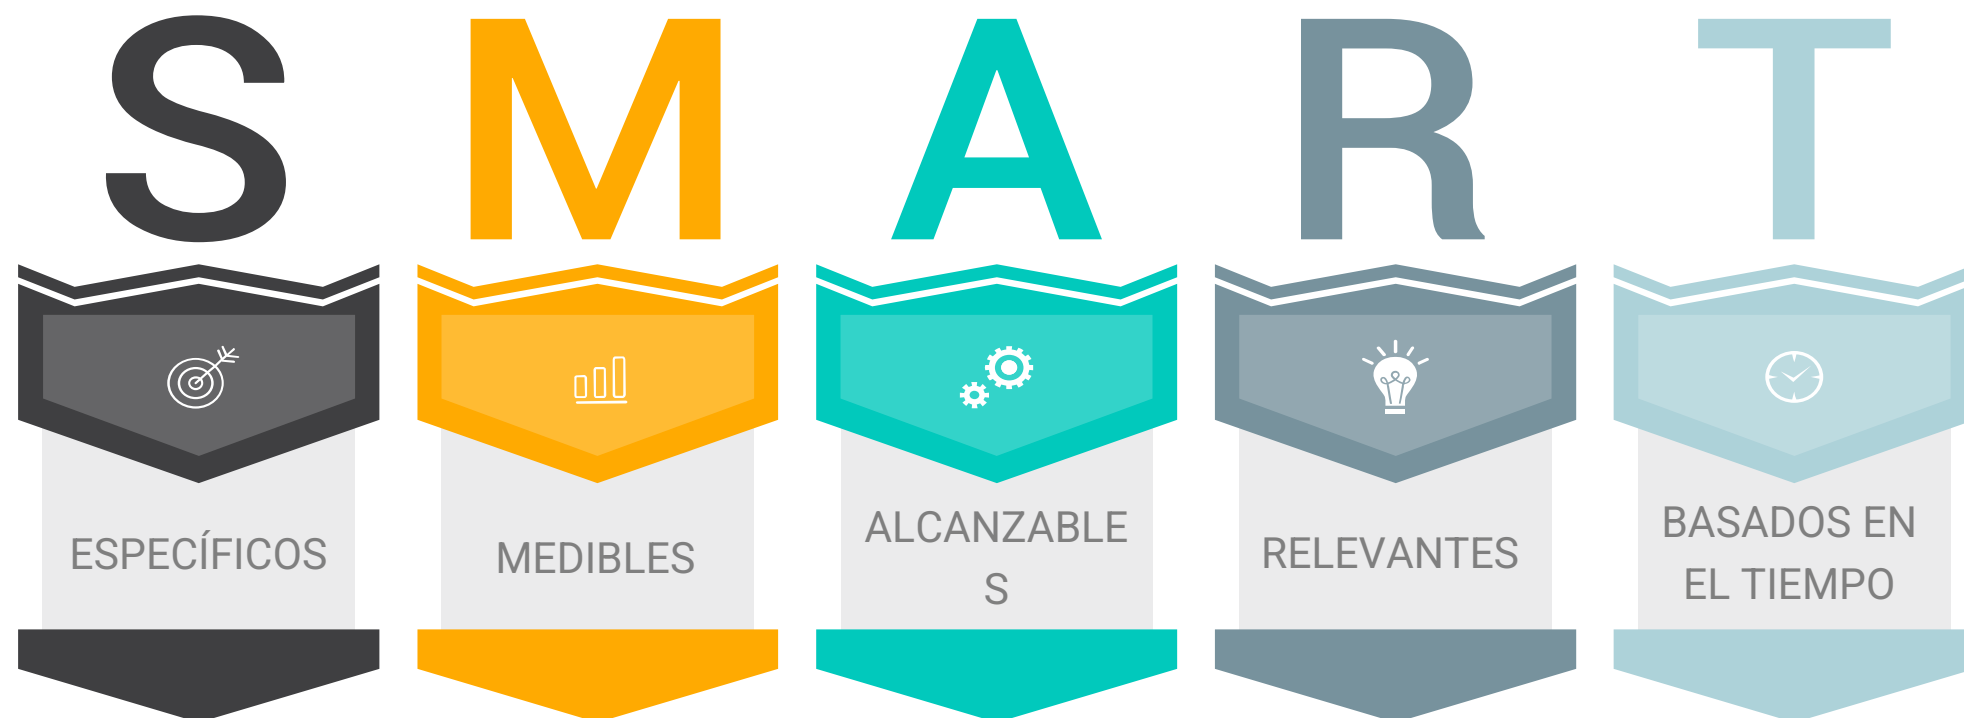 S M A R T
ESPECÍFICOS
MEDIBLES
ALCANZABLE
S
RELEVANTES
BASADOS EN
EL TIEMPO